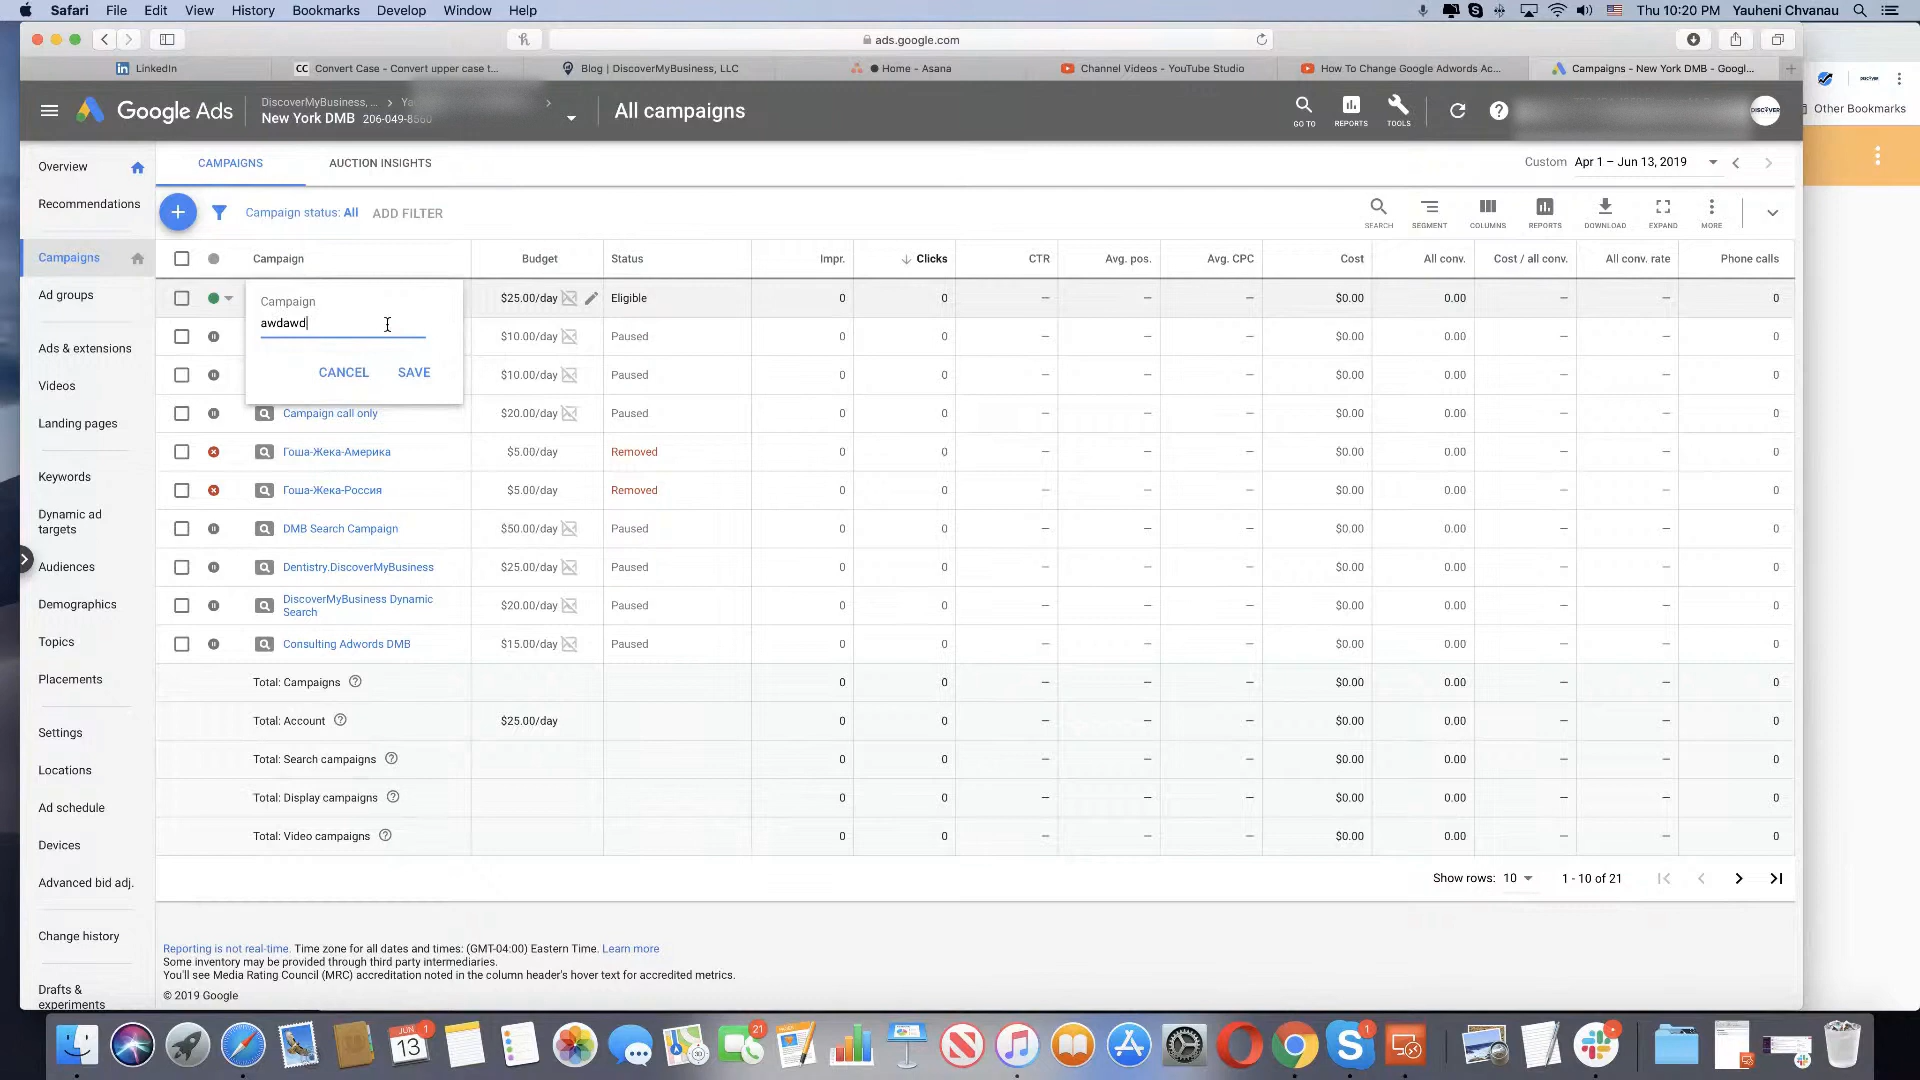 Safari File Edit View History Bookmarks Develop Window Help
Thu 10:20 PM Yauheni Chvanau
ads.google.com
LinkedIn
CC Convert Case - Convert upper case t...
Blog | DiscoverMyBusiness, LLC
Home - Asana
Channel Videos - YouTube Studio
How To Change Google Adwords Ac...
Campaigns - New York DMB - Googl...
Other Bookmarks
Google Ads
DiscoverMyBusiness, ...
New York DMB
All campaigns
GO TO
REPORTS
TOOLS
DISCOVER
Overview
Recommendations
Campaigns
Ad groups
Ads & extensions
Videos
Landing pages
Keywords
Dynamic ad
targets
Audiences
Demographics
Topics
Placements
Settings
Locations
Ad schedule
Devices
Advanced bid adj.
Change history
Drafts &
experiments
CAMPAIGNS AUCTION INSIGHTS
Custom Apr 1 – Jun 13, 2019
Campaign status: All ADD FILTER
SEARCH SEGMENT COLUMNS REPORTS DOWNLOAD EXPAND MORE
Campaign Budget Status Impr. Clicks CTR Avg. pos. Avg. CPC Cost All conv. Cost / all conv. All conv. rate Phone calls
Campaign
awdawd
CANCEL SAVE
$25.00/day Eligible 0 0 – – – $0.00 0.00 – – 0
$10.00/day Paused 0 0 – – – $0.00 0.00 – – 0
$10.00/day Paused 0 0 – – – $0.00 0.00 – – 0
Campaign call only $20.00/day Paused 0 0 – – – $0.00 0.00 – – 0
Гоша-Жека-Америка $5.00/day Removed 0 0 – – – $0.00 0.00 – – 0
Гоша-Жека-Россия $5.00/day Removed 0 0 – – – $0.00 0.00 – – 0
DMB Search Campaign $50.00/day Paused 0 0 – – – $0.00 0.00 – – 0
Dentistry.DiscoverMyBusiness $25.00/day Paused 0 0 – – – $0.00 0.00 – – 0
DiscoverMyBusiness Dynamic
Search $20.00/day Paused 0 0 – – – $0.00 0.00 – – 0
Consulting Adwords DMB $15.00/day Paused 0 0 – – – $0.00 0.00 – – 0
Total: Campaigns 0 0 – – – $0.00 0.00 – – 0
Total: Account $25.00/day 0 0 – – – $0.00 0.00 – – 0
Total: Search campaigns 0 0 – – – $0.00 0.00 – – 0
Total: Display campaigns 0 0 – – – $0.00 0.00 – – 0
Total: Video campaigns 0 0 – – – $0.00 0.00 – – 0
Show rows: 10 1 - 10 of 21
Reporting is not real-time. Time zone for all dates and times: (GMT-04:00) Eastern Time. Learn more
Some inventory may be provided through third party intermediaries.
You'll see Media Rating Council (MRC) accreditation noted in the column header's hover text for accredited metrics.
© 2019 Google
JUN
13
1
21
1